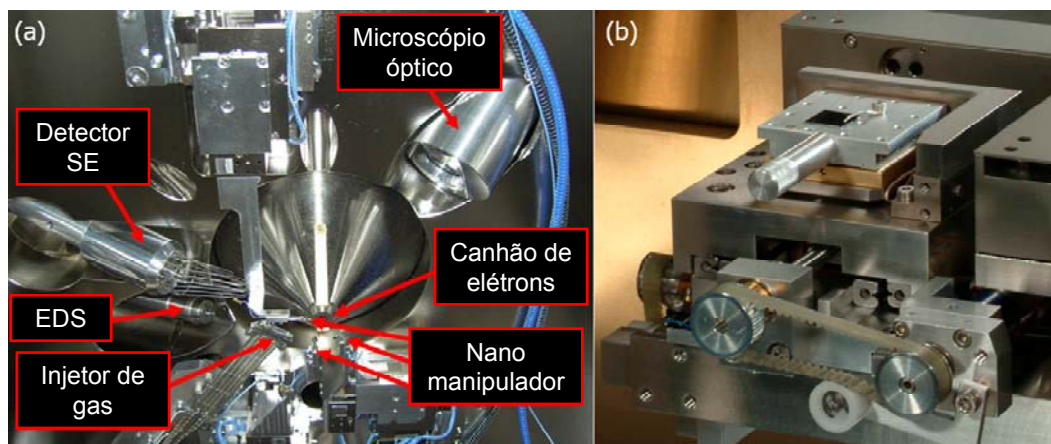 (a)
Microscópio
óptico
Detector
SE
Canhão de
elétrons
EDS
Nano
manipulador
Injetor de
gas
(b)